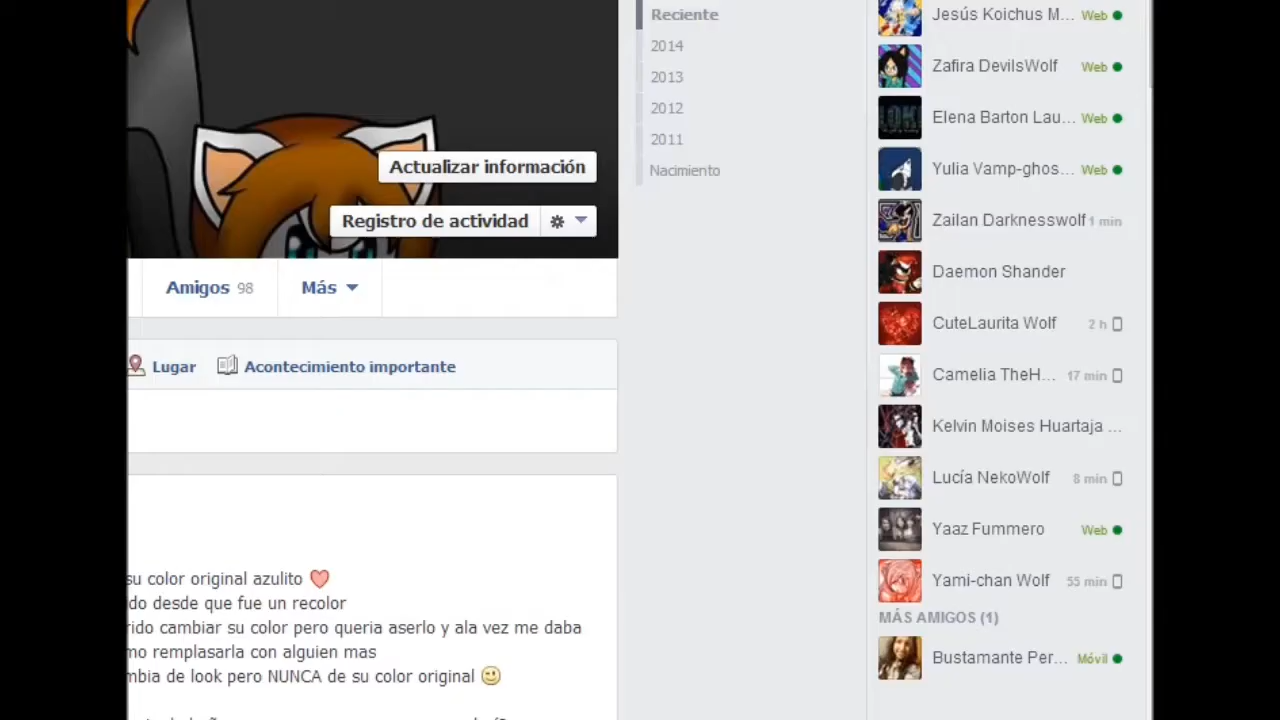 Actualizar información
Registro de actividad
Amigos 98
Más
Lugar
Acontecimiento importante
su color original azulito
do desde que fue un recolor
rido cambiar su color pero queria aserlo y ala vez me daba
mo remplasarla con alguien mas
mbia de look pero NUNCA de su color original
Reciente
2014
2013
2012
2011
Nacimiento
Jesús Koichus M... Web
Zafira DevilsWolf Web
Elena Barton Lau... Web
Yulia Vamp-ghos... Web
Zailan Darknesswolf 1 min
Daemon Shander
CuteLaurita Wolf 2 h
Camelia TheH... 17 min
Kelvin Moises Huartaja ...
Lucía NekoWolf 8 min
Yaaz Fummero Web
Yami-chan Wolf 55 min
MÁS AMIGOS (1)
Bustamante Per... Móvil